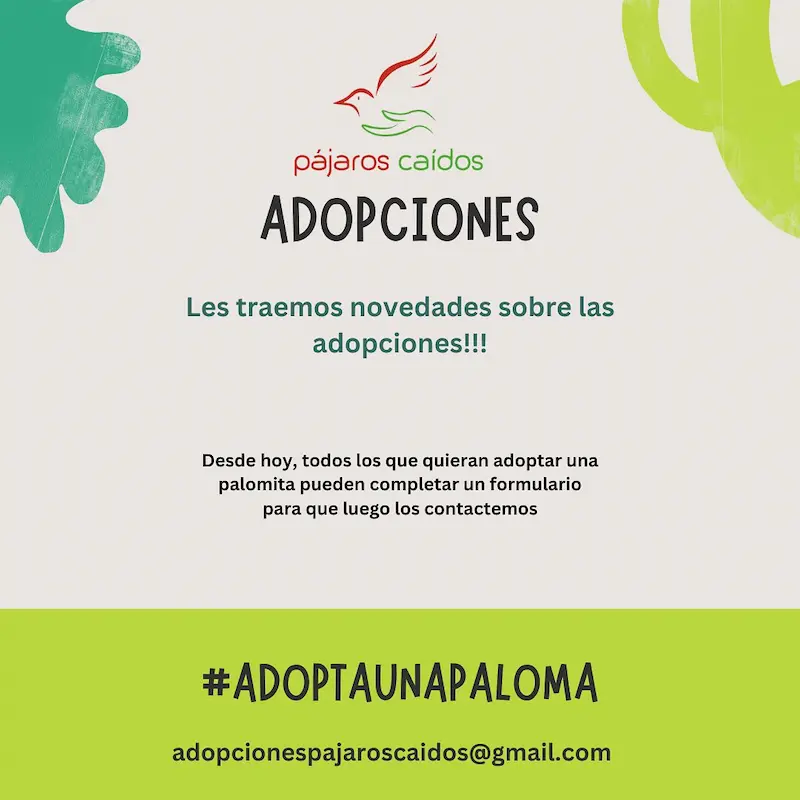 pájaros caídos
ADOPCIONES
Les traemos novedades sobre las
adopciones!!!
Desde hoy, todos los que quieran adoptar una
palomita pueden completar un formulario
para que luego los contactemos
#ADOPTAUNAPALOMA
adopcionespajaroscaidos@gmail.com